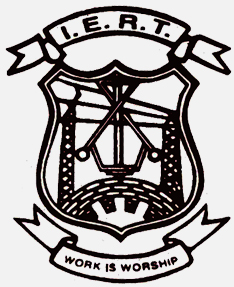 I. E. R. T.
WORK IS WORSHIP